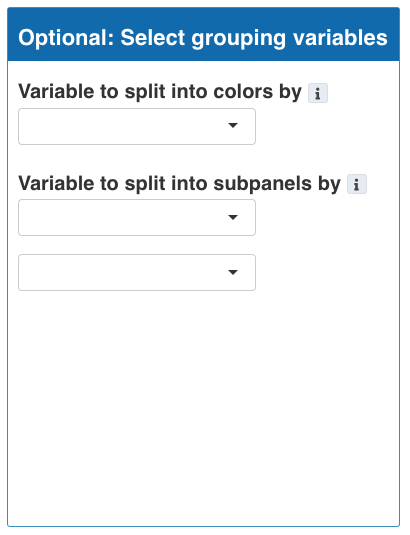 Optional: Select grouping variables
Variable to split into colors by i
Variable to split into subpanels by i